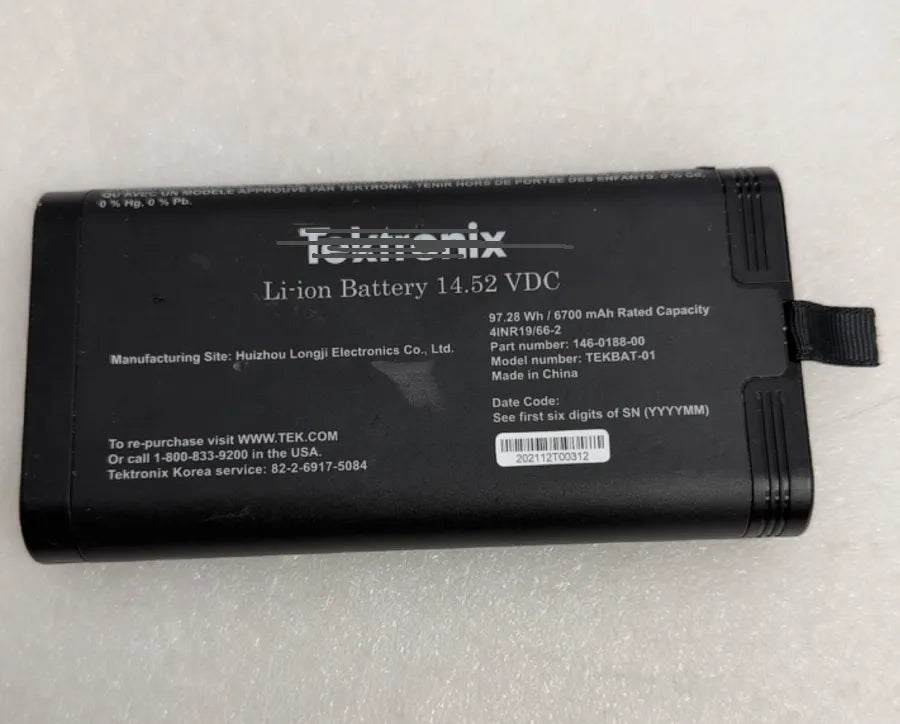 OU AVEC UN MODÈLE APPROUVÉ PAR TEKTRONIX. TENIR HORS DE PORTÉE DES ENFANTS. 0 % Cd,
0 % Hg, 0 % Pb.
Tektronix
Li-ion Battery 14.52 VDC
97.28 Wh / 6700 mAh Rated Capacity
4INR19/66-2
Part number: 146-0188-00
Model number: TEKBAT-01
Made in China
Manufacturing Site: Huizhou Longji Electronics Co., Ltd.
Date Code:
See first six digits of SN (YYYYMM)
202112T00312
To re-purchase visit WWW.TEK.COM
Or call 1-800-833-9200 in the USA.
Tektronix Korea service: 82-2-6917-5084